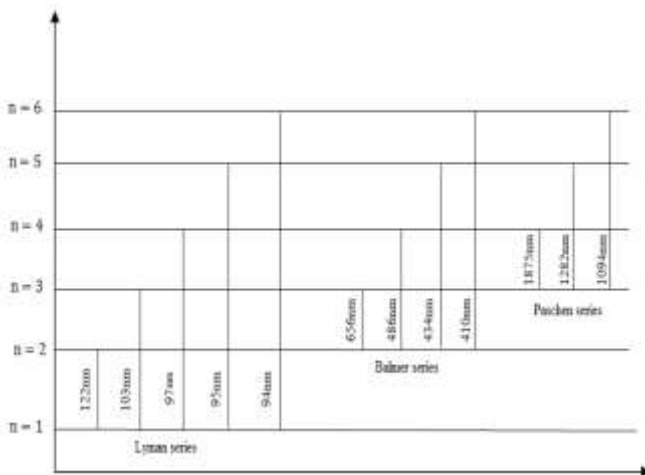 n = 6
n = 5
n = 4
n = 3
n = 2
n = 1
122nm
103nm
97nm
95nm
94nm
Lyman series
656nm
486nm
434nm
410nm
Balmer series
1875nm
1282nm
1094nm
Paschen series